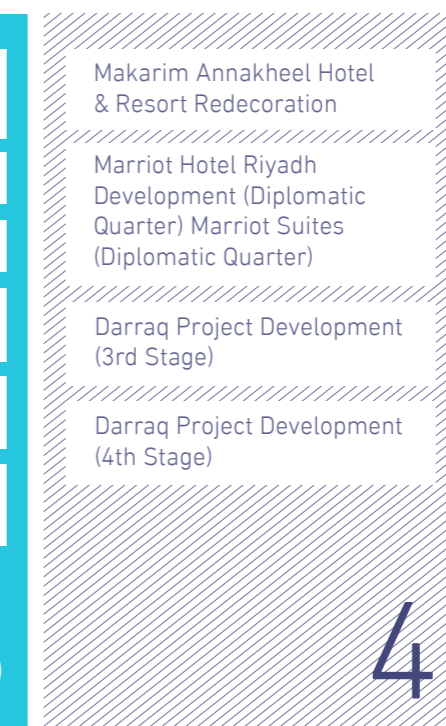 Makarim Annakheel Hotel
& Resort Redecoration
Marriot Hotel Riyadh
Development (Diplomatic
Quarter) Marriot Suites
(Diplomatic Quarter)
Darraq Project Development
(3rd Stage)
Darraq Project Development
(4th Stage)
4